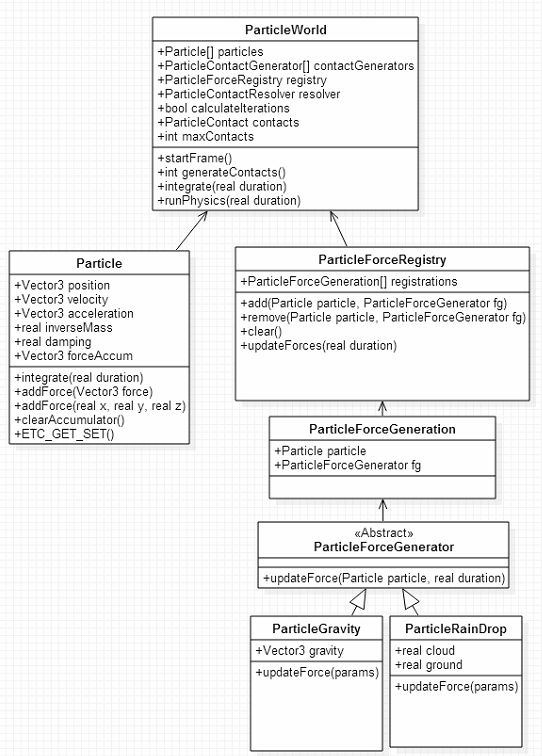 ParticleWorld
+Particle[] particles
+ParticleContactGenerator[] contactGenerators
+ParticleForceRegistry registry
+ParticleContactResolver resolver
+bool calculateIterations
+ParticleContact contacts
+int maxContacts
+startFrame()
+int generateContacts()
+integrate(real duration)
+runPhysics(real duration)
Particle
+Vector3 position
+Vector3 velocity
+Vector3 acceleration
+real inverseMass
+real damping
+Vector3 forceAccum
+integrate(real duration)
+addForce(Vector3 force)
+addForce(real x, real y, real z)
+clearAccumulator()
+ETC_GET_SET()
ParticleForceRegistry
+ParticleForceGeneration[] registrations
+add(Particle particle, ParticleForceGenerator fg)
+remove(Particle particle, ParticleForceGenerator fg)
+clear()
+updateForces(real duration)
ParticleForceGeneration
+Particle particle
+ParticleForceGenerator fg
«Abstract»
ParticleForceGenerator
+updateForce(Particle particle, real duration)
ParticleGravity
+Vector3 gravity
+updateForce(params)
ParticleRainDrop
+real cloud
+real ground
+updateForce(params)